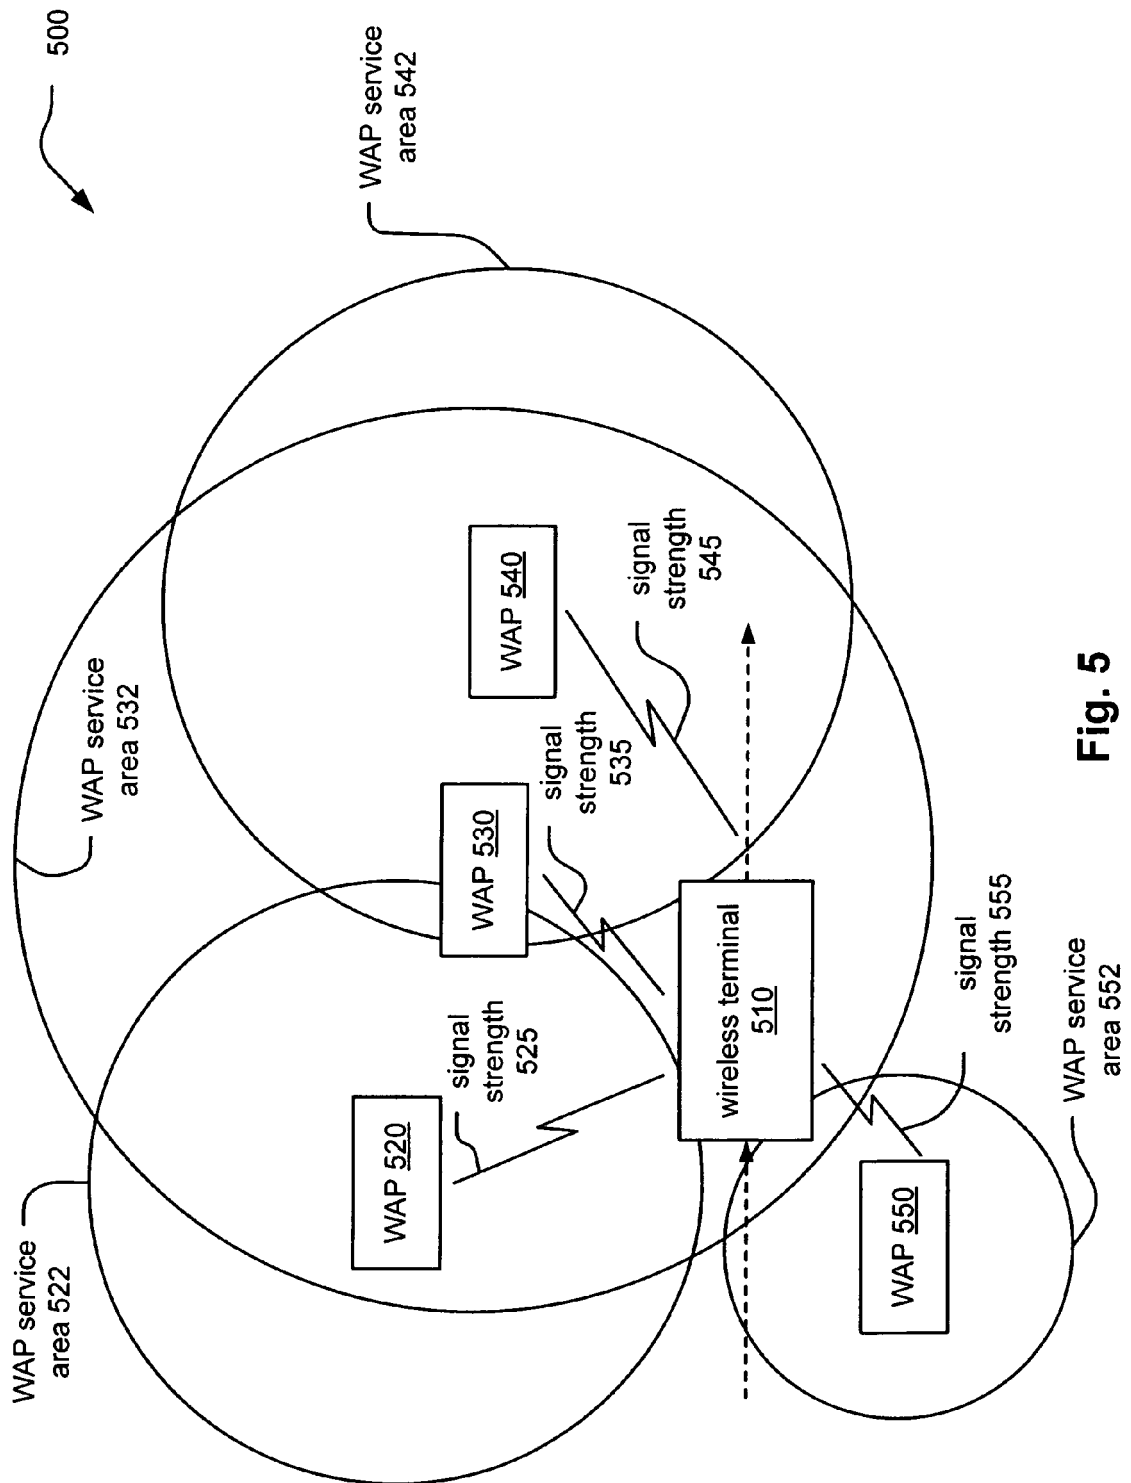 500
WAP service
area 542
WAP service
area 532
WAP service
area 522
WAP 540
WAP 530
WAP 520
signal
strength
545
signal
strength
535
signal
strength
525
wireless terminal
510
WAP 550
signal
strength 555
WAP service
area 552
Fig. 5